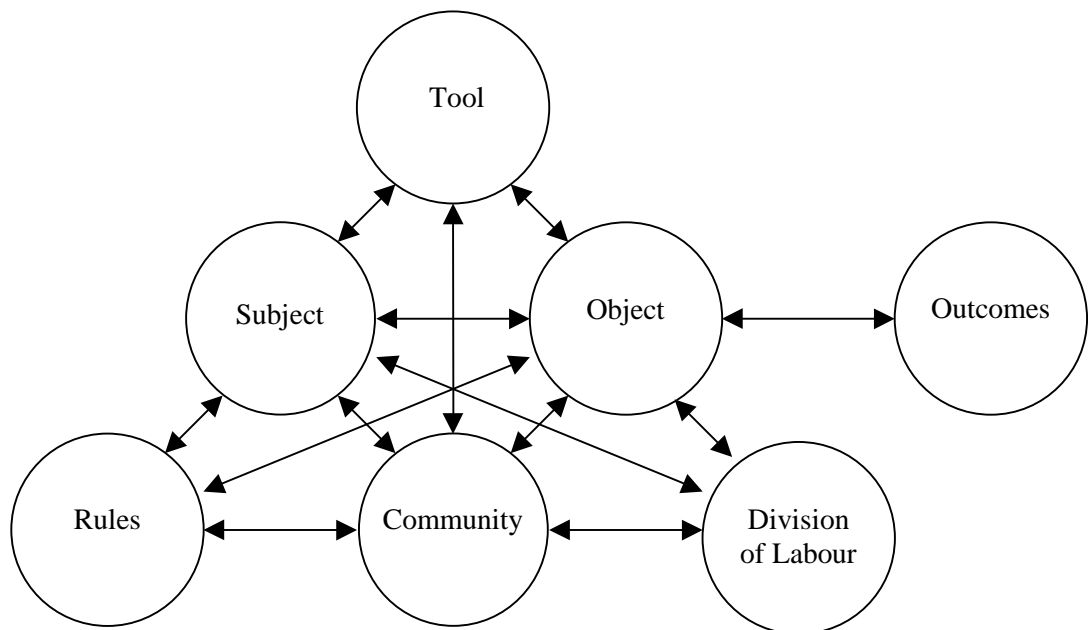 Tool
Subject
Object
Outcomes
Rules
Community
Division
of Labour